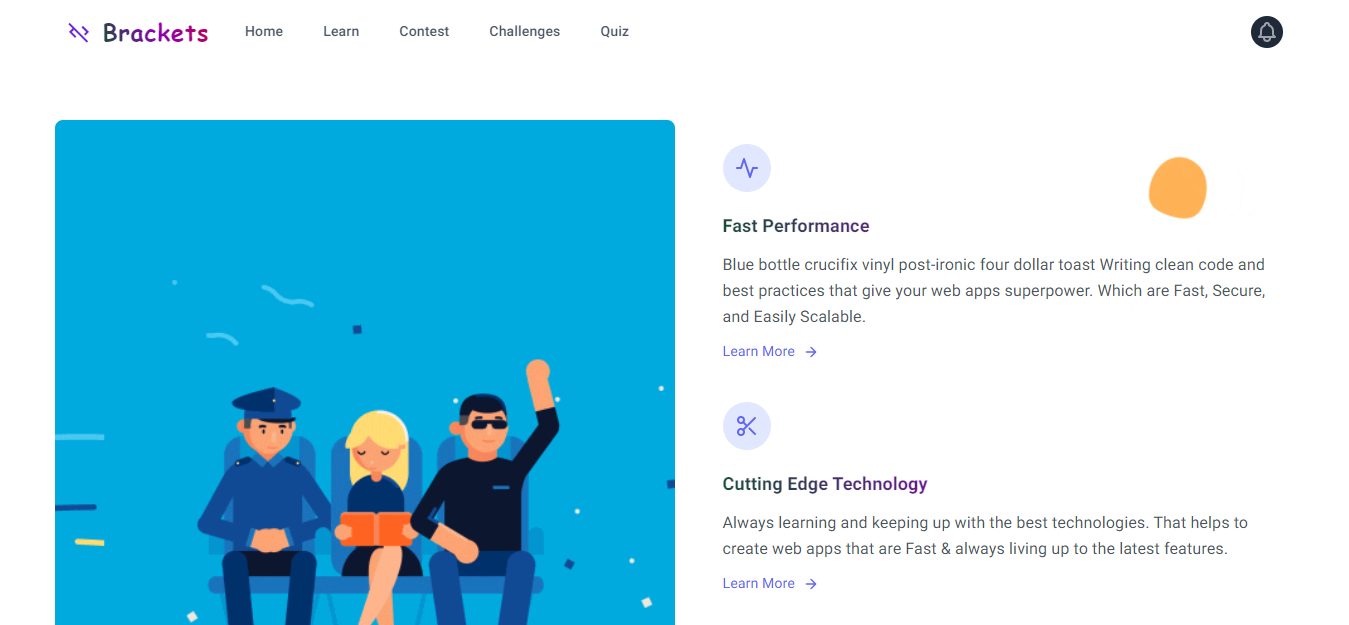 Brackets Home Learn Contest Challenges Quiz
Fast Performance
Blue bottle crucifix vinyl post-ironic four dollar toast Writing clean code and
best practices that give your web apps superpower. Which are Fast, Secure,
and Easily Scalable.
Learn More
Cutting Edge Technology
Always learning and keeping up with the best technologies. That helps to
create web apps that are Fast & always living up to the latest features.
Learn More